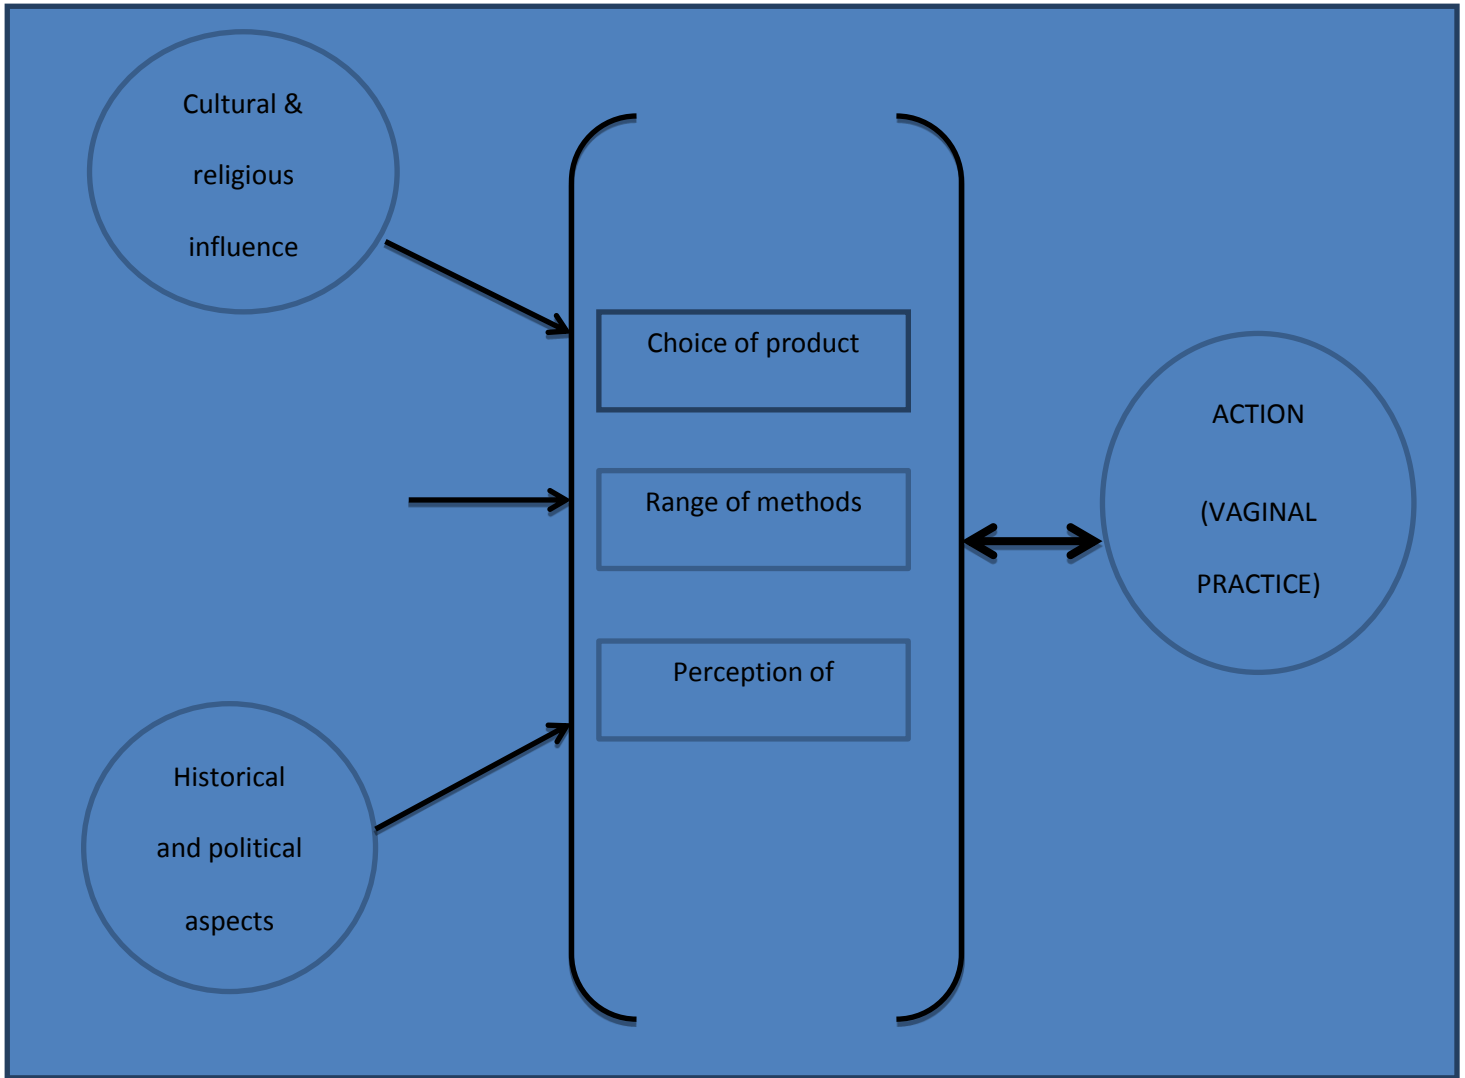 Cultural &
religious
influence
Choice of product
ACTION
(VAGINAL
PRACTICE)
Range of methods
Perception of
Historical
and political
aspects